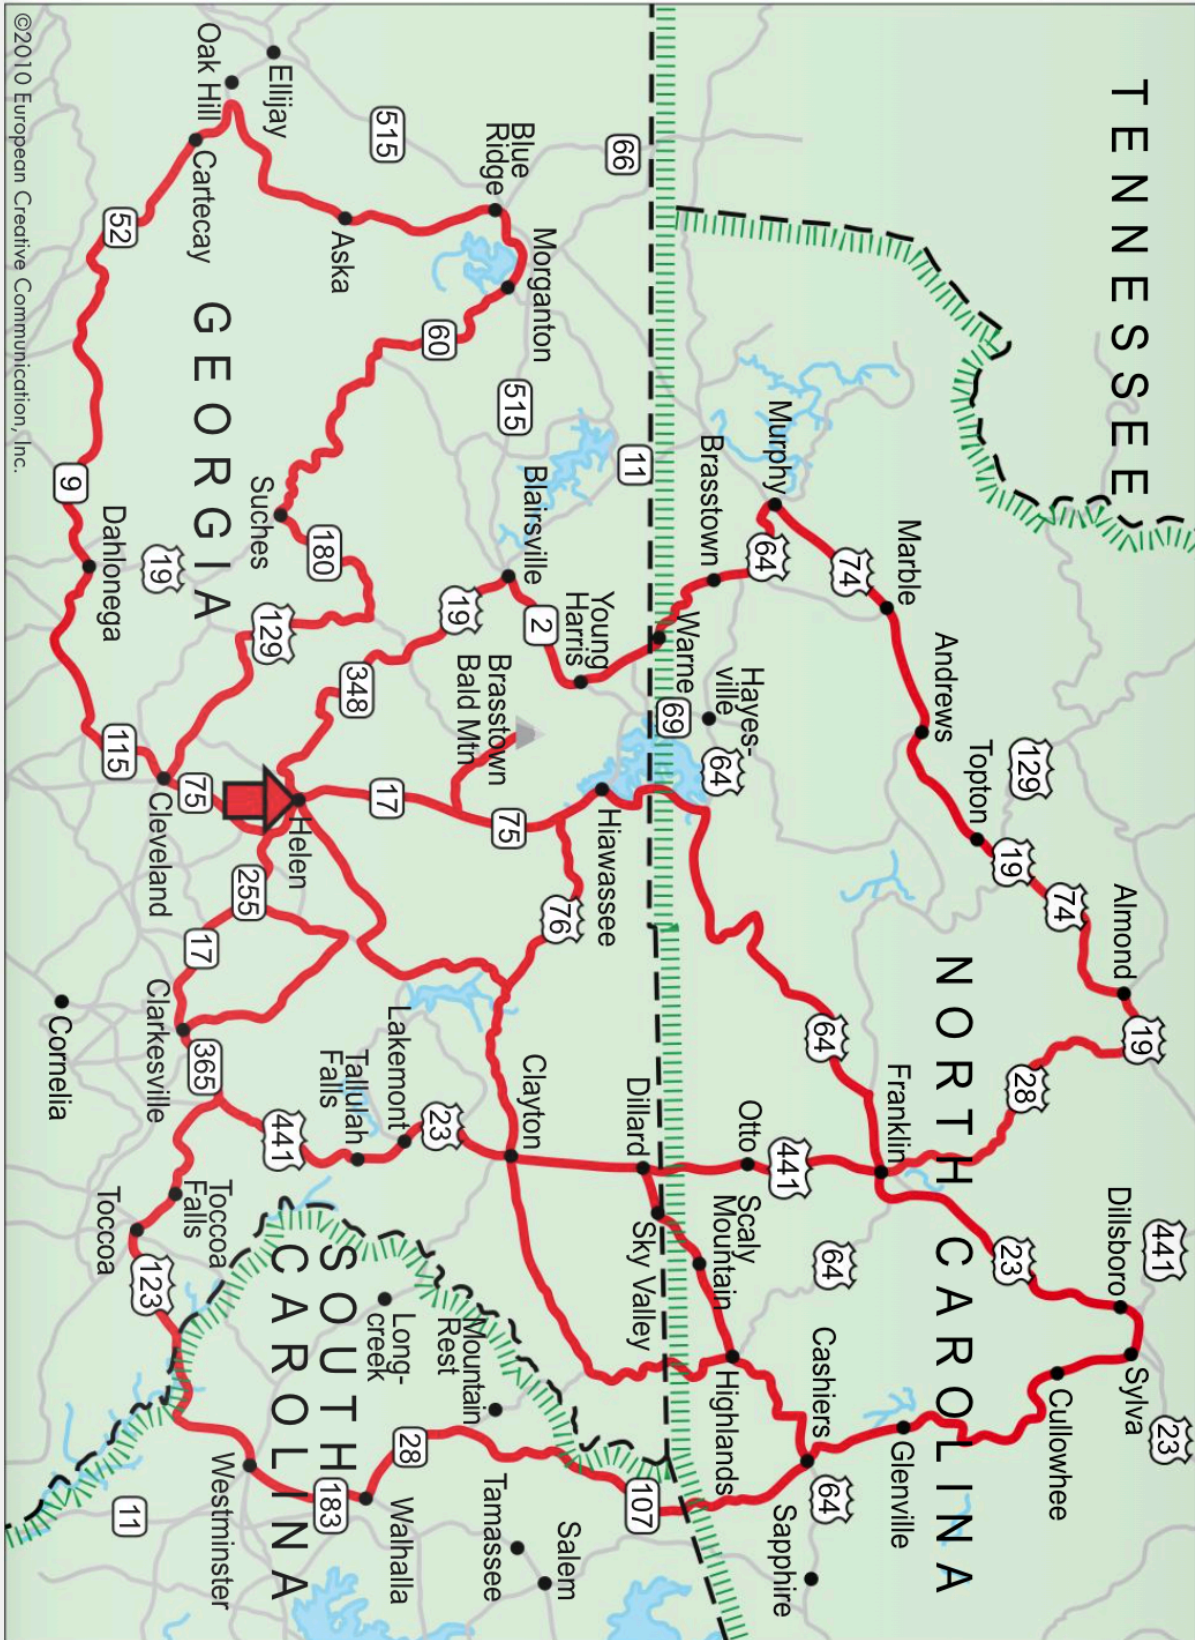 TENNESSEE
NORTH CAROLINA
GEORGIA
SOUTH
CAROLINA
441
23
Dillsboro
Sylva
19
Almond
Cullowhee
129
74
28
Topton
19
23
Andrews
Marble
74
Franklin
Glenville
64
64
Cashiers
64
Sapphire
Murphy
64
441
Otto
Scaly
Mountain
Highlands
Brasstown
Hayes-
ville
64
69
Warne
Dillard
Sky Valley
107
66
11
Young
Harris
Hiawassee
76
2
Blue
Ridge
Morganton
515
Blairsville
Clayton
Salem
Tamassee
19
Brasstown
Bald Mtn
75
60
23
Mountain
Rest
28
515
17
Lakemont
Long-
creek
Walhalla
348
Tallulah
Falls
183
Aska
180
Helen
441
Ellijay
Suches
129
255
Westminster
Oak Hill
Cartecay
19
75
17
365
Toccoa
Falls
Cleveland
Clarkesville
123
11
52
115
Dahlonega
Toccoa
9
Cornelia
©2010 European Creative Communication, Inc.